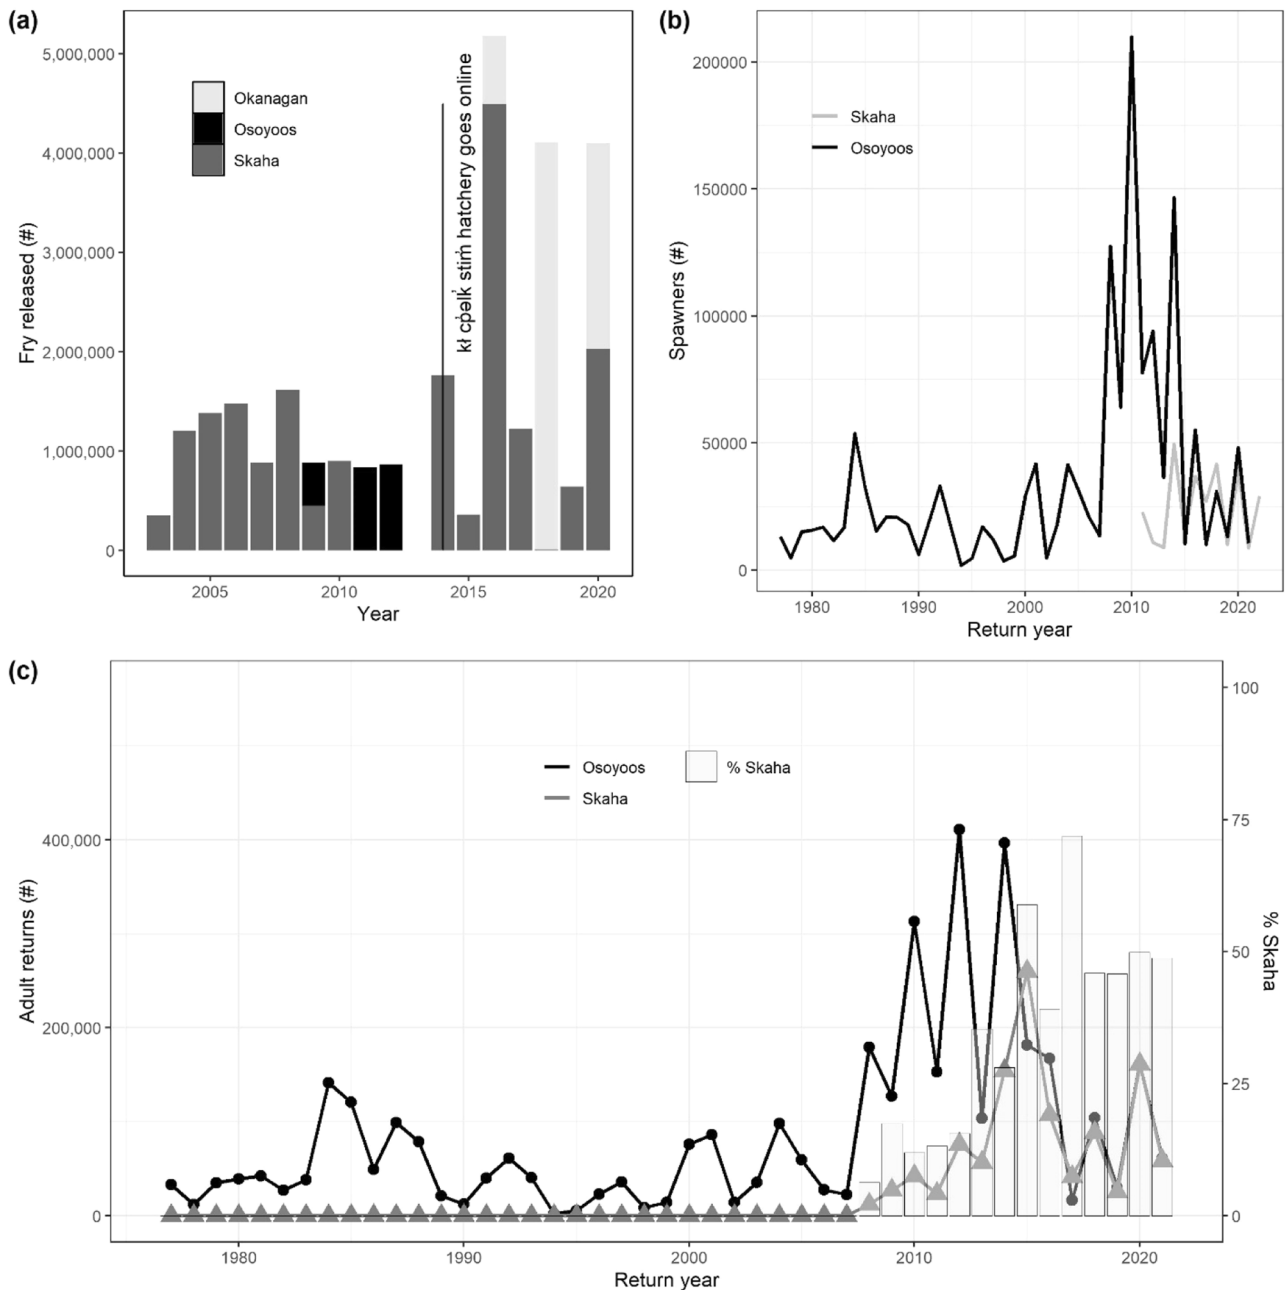 (a)
5,000,000
4,000,000
3,000,000
2,000,000
1,000,000
0
Fry released (#)
Okanagan
Osoyoos
Skaha
kł cp̓əlk̓ stim̓ hatchery goes online
2005
2010
2015
2020
Year
(b)
200000
150000
100000
50000
0
Spawners (#)
Skaha
Osoyoos
1980
1990
2000
2010
2020
Return year
(c)
400,000
200,000
0
Adult returns (#)
Osoyoos
Skaha
% Skaha
100
75
50
25
0
% Skaha
1980
1990
2000
2010
2020
Return year